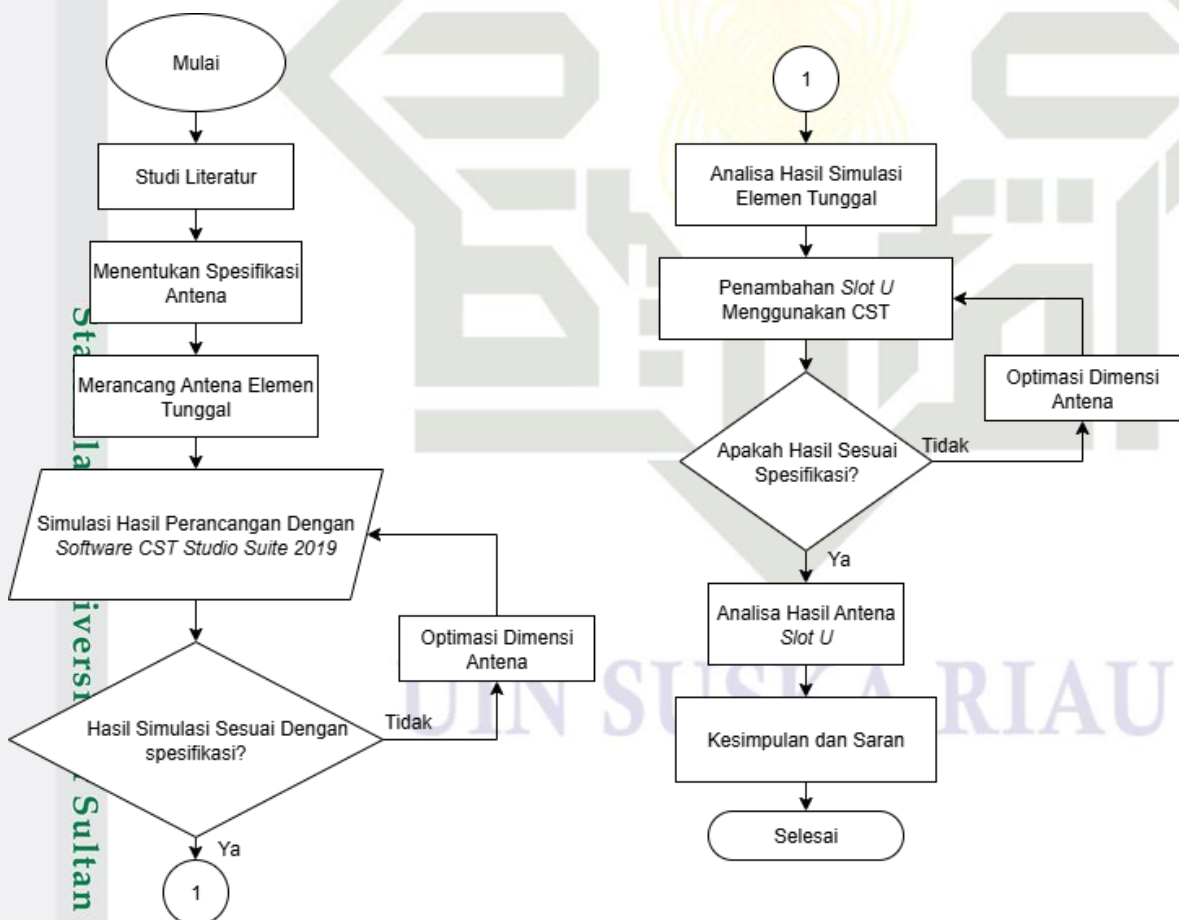 Mulai
Studi Literatur
Menentukan Spesifikasi
Antena
Merancang Antena Elemen
Tunggal
Simulasi Hasil Perancangan Dengan
Software CST Studio Suite 2019
Optimasi Dimensi
Antena
Hasil Simulasi Sesuai Dengan
spesifikasi?
Tidak
Ya
1
1
Analisa Hasil Simulasi
Elemen Tunggal
Penambahan Slot U
Menggunakan CST
Optimasi Dimensi
Antena
Apakah Hasil Sesuai
Spesifikasi?
Tidak
Ya
Analisa Hasil Antena
Slot U
Kesimpulan dan Saran
Selesai
UIN SUSKA RIAU
Sultan